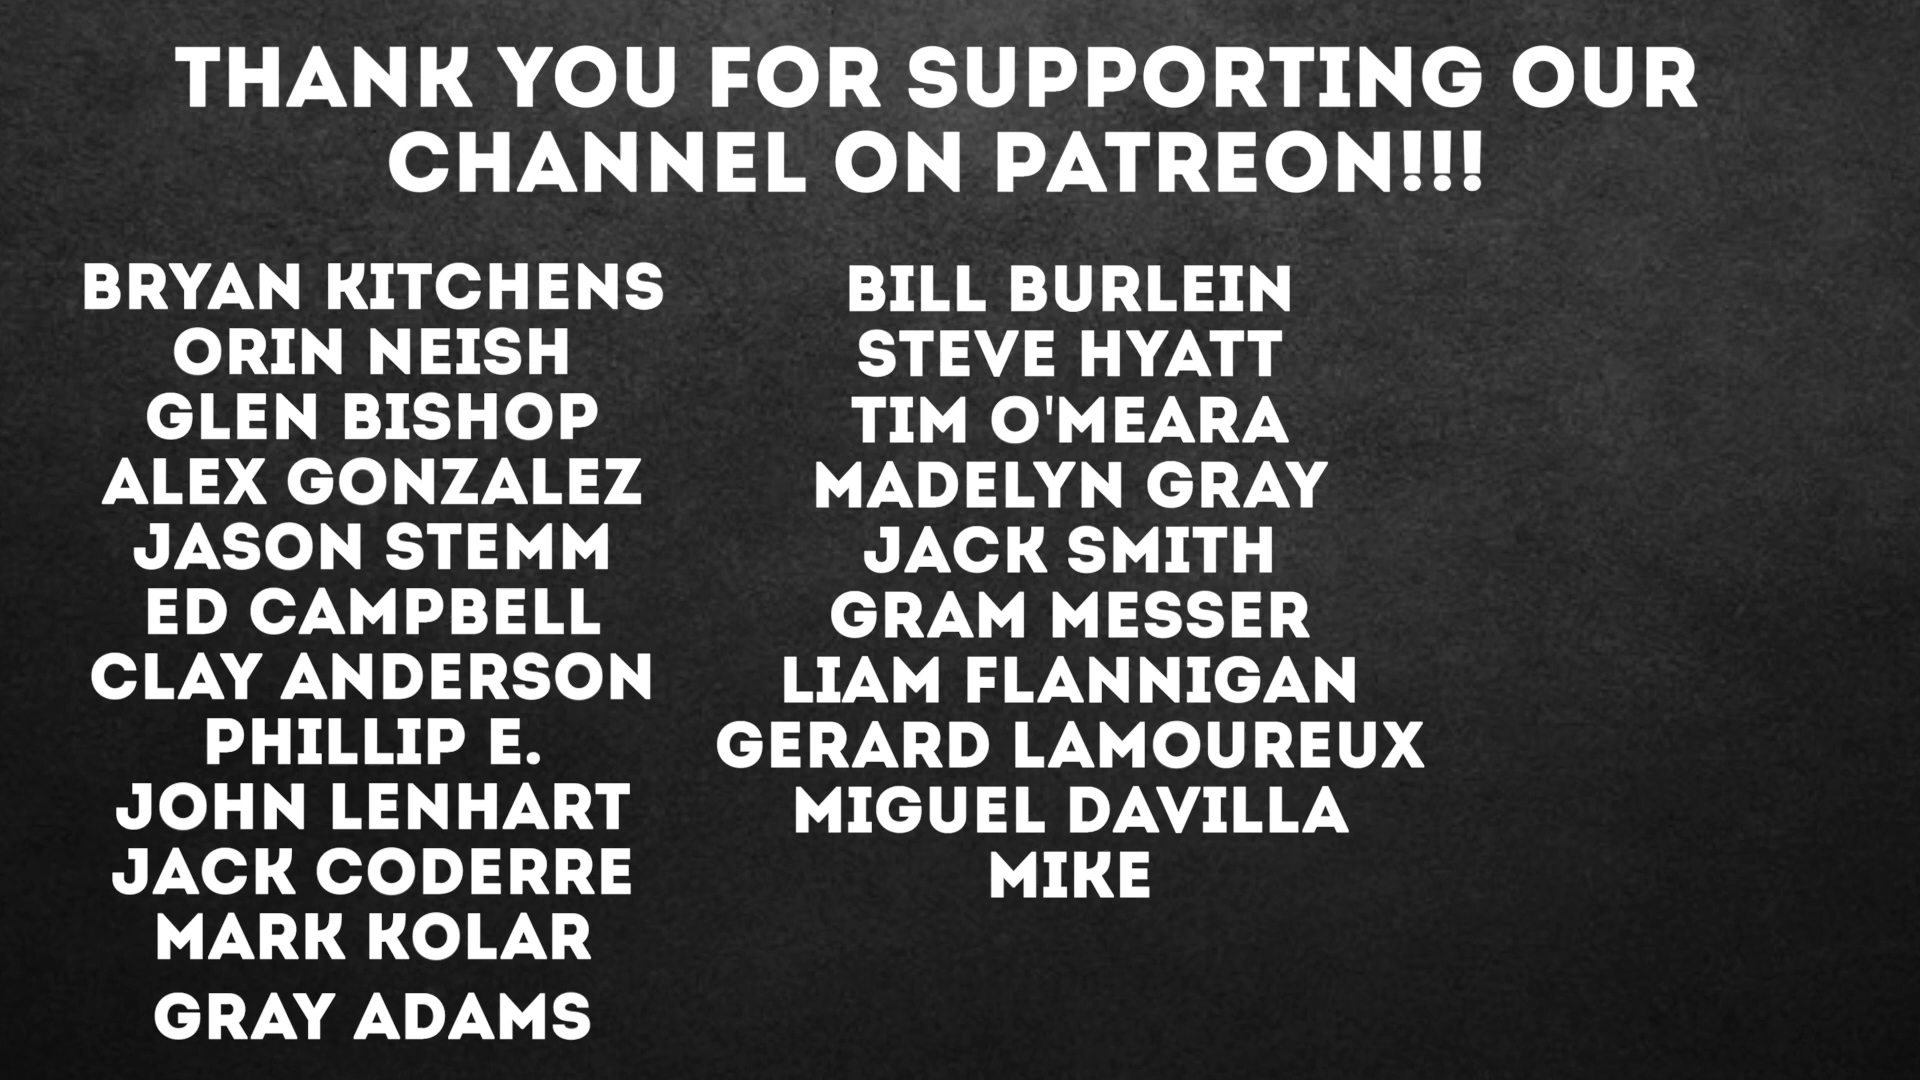 THANK YOU FOR SUPPORTING OUR
CHANNEL ON PATREON!!!
BRYAN KITCHENS
ORIN NEISH
GLEN BISHOP
ALEX GONZALEZ
JASON STEMM
ED CAMPBELL
CLAY ANDERSON
PHILLIP E.
JOHN LENHART
JACK CODERRE
MARK KOLAR
GRAY ADAMS
BILL BURLEIN
STEVE HYATT
TIM O'MEARA
MADELYN GRAY
JACK SMITH
GRAM MESSER
LIAM FLANNIGAN
GERARD LAMOUREUX
MIGUEL DAVILLA
MIKE